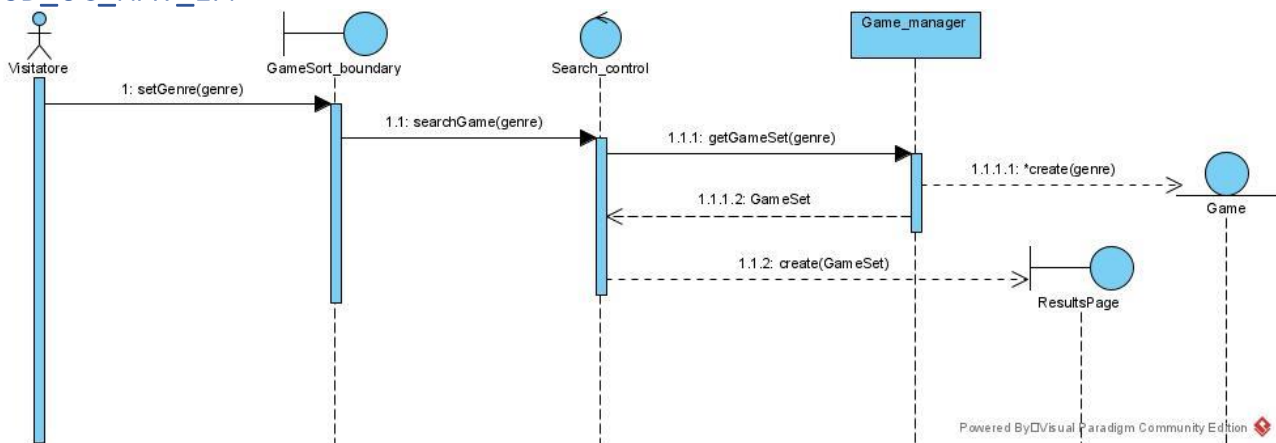 Game_manager
Visitatore
GameSort_boundary
Search_control
1: setGenre(genre)
1.1: searchGame(genre)
1.1.1: getGameSet(genre)
1.1.1.1: *create(genre)
1.1.1.2: GameSet
Game
1.1.2: create(GameSet)
ResultsPage
Powered By Visual Paradigm Community Edition